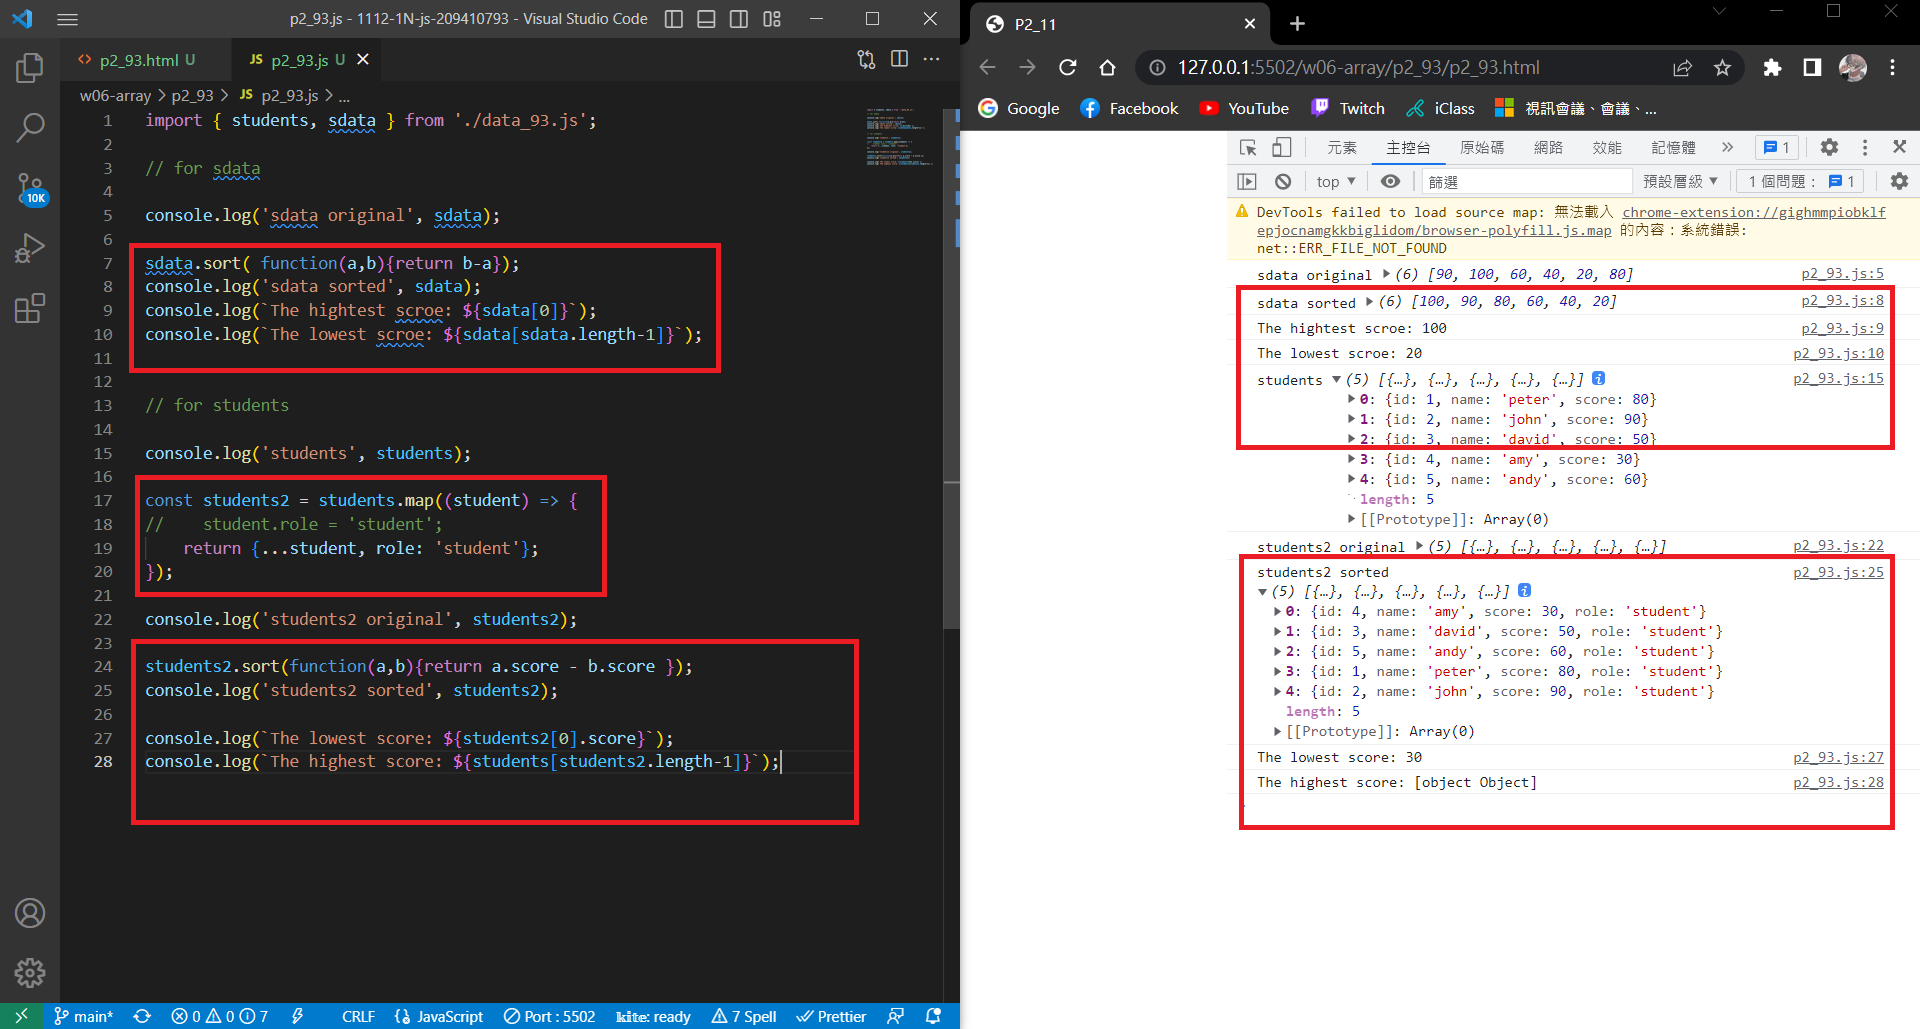 p2_93.js - 1112-1N-js-209410793 - Visual Studio Code
p2_93.html U
JS p2_93.js U
w06-array > p2_93 > JS p2_93.js > ...
1 import { students, sdata } from './data_93.js';
2
3 // for sdata
4
5 console.log('sdata original', sdata);
6
7 sdata.sort( function(a,b){return b-a});
8 console.log('sdata sorted', sdata);
9 console.log(`The hightest scroe: ${sdata[0]}`);
10 console.log(`The lowest scroe: ${sdata[sdata.length-1]}`);
11
12
13 // for students
14
15 console.log('students', students);
16
17 const students2 = students.map((student) => {
18 //    student.role = 'student';
19     return {...student, role: 'student'};
20 });
21
22 console.log('students2 original', students2);
23
24 students2.sort(function(a,b){return a.score - b.score });
25 console.log('students2 sorted', students2);
26
27 console.log(`The lowest score: ${students2[0].score}`);
28 console.log(`The highest score: ${students[students2.length-1]}`);
10K
main* 0 0 7 CRLF JavaScript Port : 5502 kite: ready 7 Spell Prettier
P2_11
127.0.0.1:5502/w06-array/p2_93/p2_93.html
Google Facebook YouTube Twitch iClass 視訊會議、會議、...
元素 主控台 原始碼 網路 效能 記憶體 » 1
top ▼ 篩選 預設層級 ▼ 1 個問題： 1
DevTools failed to load source map: 無法載入 chrome-extension://gighmmpiobklf
epjocnamgkkbiglidom/browser-polyfill.js.map 的內容：系統錯誤:
net::ERR_FILE_NOT_FOUND
sdata original ▶(6) [90, 100, 60, 40, 20, 80] p2_93.js:5
sdata sorted ▶(6) [100, 90, 80, 60, 40, 20] p2_93.js:8
The hightest scroe: 100 p2_93.js:9
The lowest scroe: 20 p2_93.js:10
students ▼(5) [{…}, {…}, {…}, {…}, {…}] i p2_93.js:15
▶0: {id: 1, name: 'peter', score: 80}
▶1: {id: 2, name: 'john', score: 90}
▶2: {id: 3, name: 'david', score: 50}
▶3: {id: 4, name: 'amy', score: 30}
▶4: {id: 5, name: 'andy', score: 60}
length: 5
▶[[Prototype]]: Array(0)
students2 original ▶(5) [{…}, {…}, {…}, {…}, {…}] p2_93.js:22
students2 sorted p2_93.js:25
▼(5) [{…}, {…}, {…}, {…}, {…}] i
▶0: {id: 4, name: 'amy', score: 30, role: 'student'}
▶1: {id: 3, name: 'david', score: 50, role: 'student'}
▶2: {id: 5, name: 'andy', score: 60, role: 'student'}
▶3: {id: 1, name: 'peter', score: 80, role: 'student'}
▶4: {id: 2, name: 'john', score: 90, role: 'student'}
length: 5
▶[[Prototype]]: Array(0)
The lowest score: 30 p2_93.js:27
The highest score: [object Object] p2_93.js:28